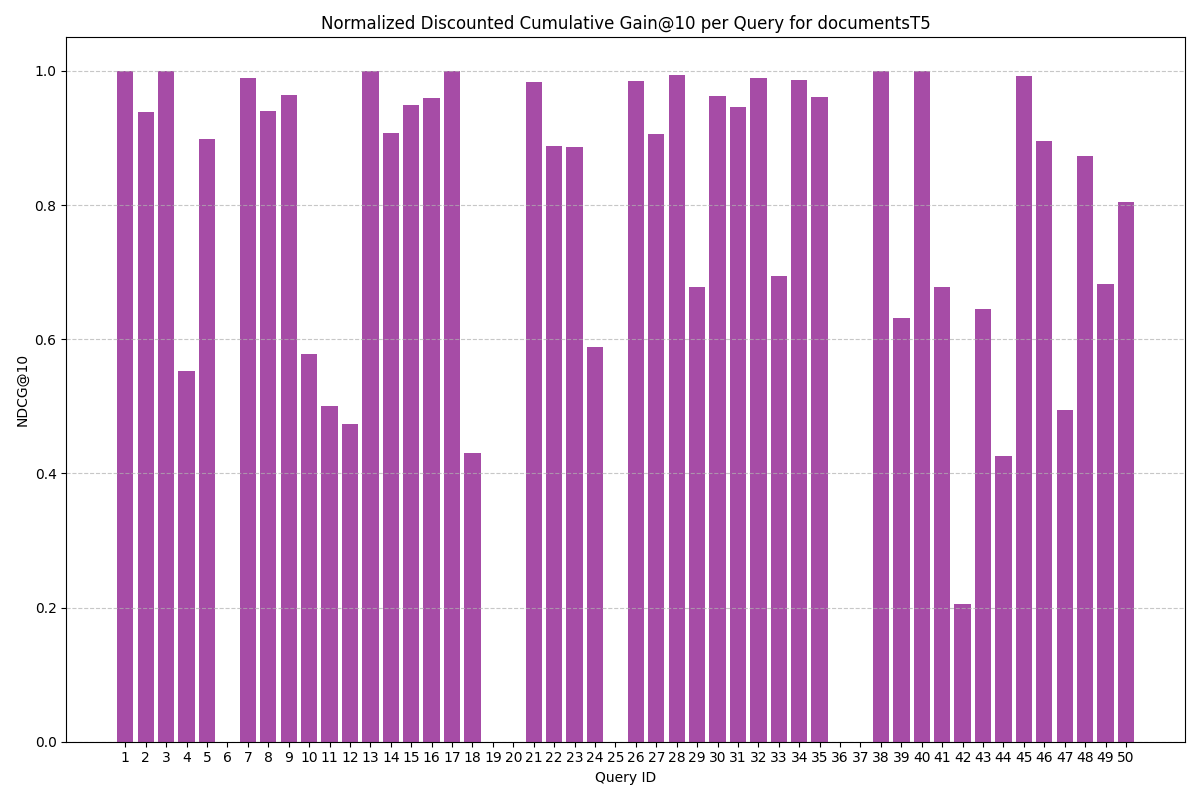 Normalized Discounted Cumulative Gain@10 per Query for documentsT5
NDCG@10
1.0
0.8
0.6
0.4
0.2
0.0
1 2 3 4 5 6 7 8 9 10 11 12 13 14 15 16 17 18 19 20 21 22 23 24 25 26 27 28 29 30 31 32 33 34 35 36 37 38 39 40 41 42 43 44 45 46 47 48 49 50
Query ID